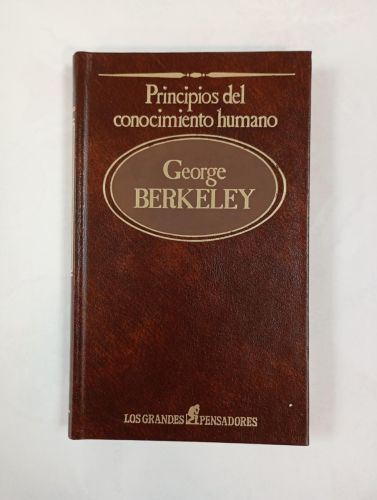 Principios del
conocimiento humano
George
BERKELEY
LOS GRANDES PENSADORES